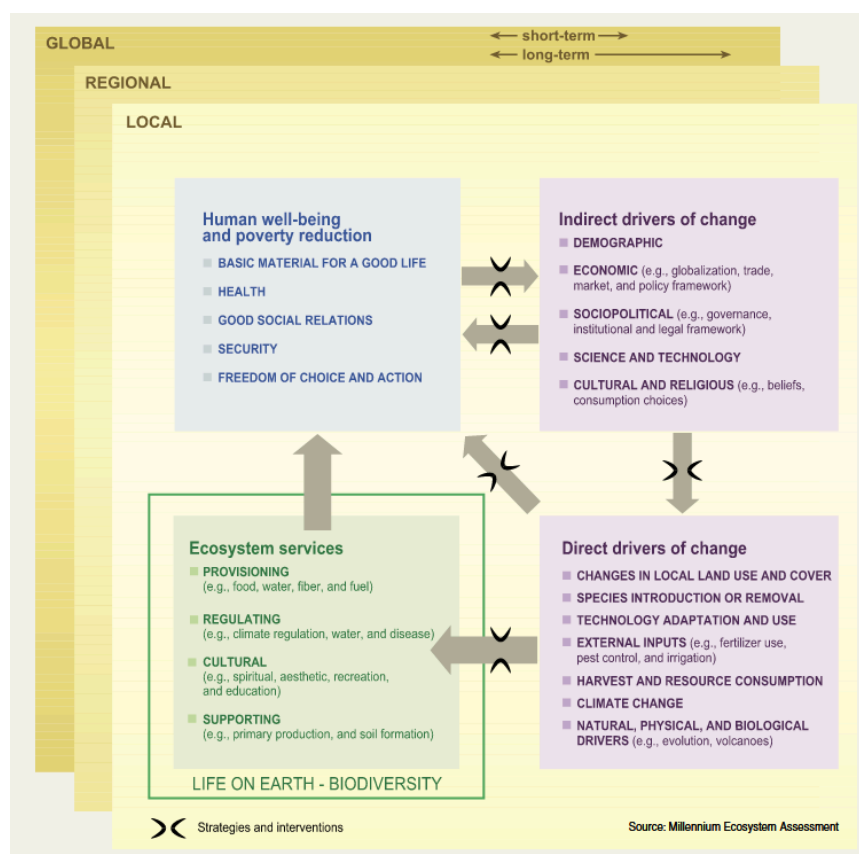 GLOBAL
short-term
long-term
REGIONAL
LOCAL
Human well-being
and poverty reduction
BASIC MATERIAL FOR A GOOD LIFE
HEALTH
GOOD SOCIAL RELATIONS
SECURITY
FREEDOM OF CHOICE AND ACTION
Indirect drivers of change
DEMOGRAPHIC
ECONOMIC (e.g., globalization, trade,
market, and policy framework)
SOCIOPOLITICAL (e.g., governance,
institutional and legal framework)
SCIENCE AND TECHNOLOGY
CULTURAL AND RELIGIOUS (e.g., beliefs,
consumption choices)
Ecosystem services
PROVISIONING
(e.g., food, water, fiber, and fuel)
REGULATING
(e.g., climate regulation, water, and disease)
CULTURAL
(e.g., spiritual, aesthetic, recreation,
and education)
SUPPORTING
(e.g., primary production, and soil formation)
LIFE ON EARTH - BIODIVERSITY
Direct drivers of change
CHANGES IN LOCAL LAND USE AND COVER
SPECIES INTRODUCTION OR REMOVAL
TECHNOLOGY ADAPTATION AND USE
EXTERNAL INPUTS (e.g., fertilizer use,
pest control, and irrigation)
HARVEST AND RESOURCE CONSUMPTION
CLIMATE CHANGE
NATURAL, PHYSICAL, AND BIOLOGICAL
DRIVERS (e.g., evolution, volcanoes)
Strategies and interventions
Source: Millennium Ecosystem Assessment